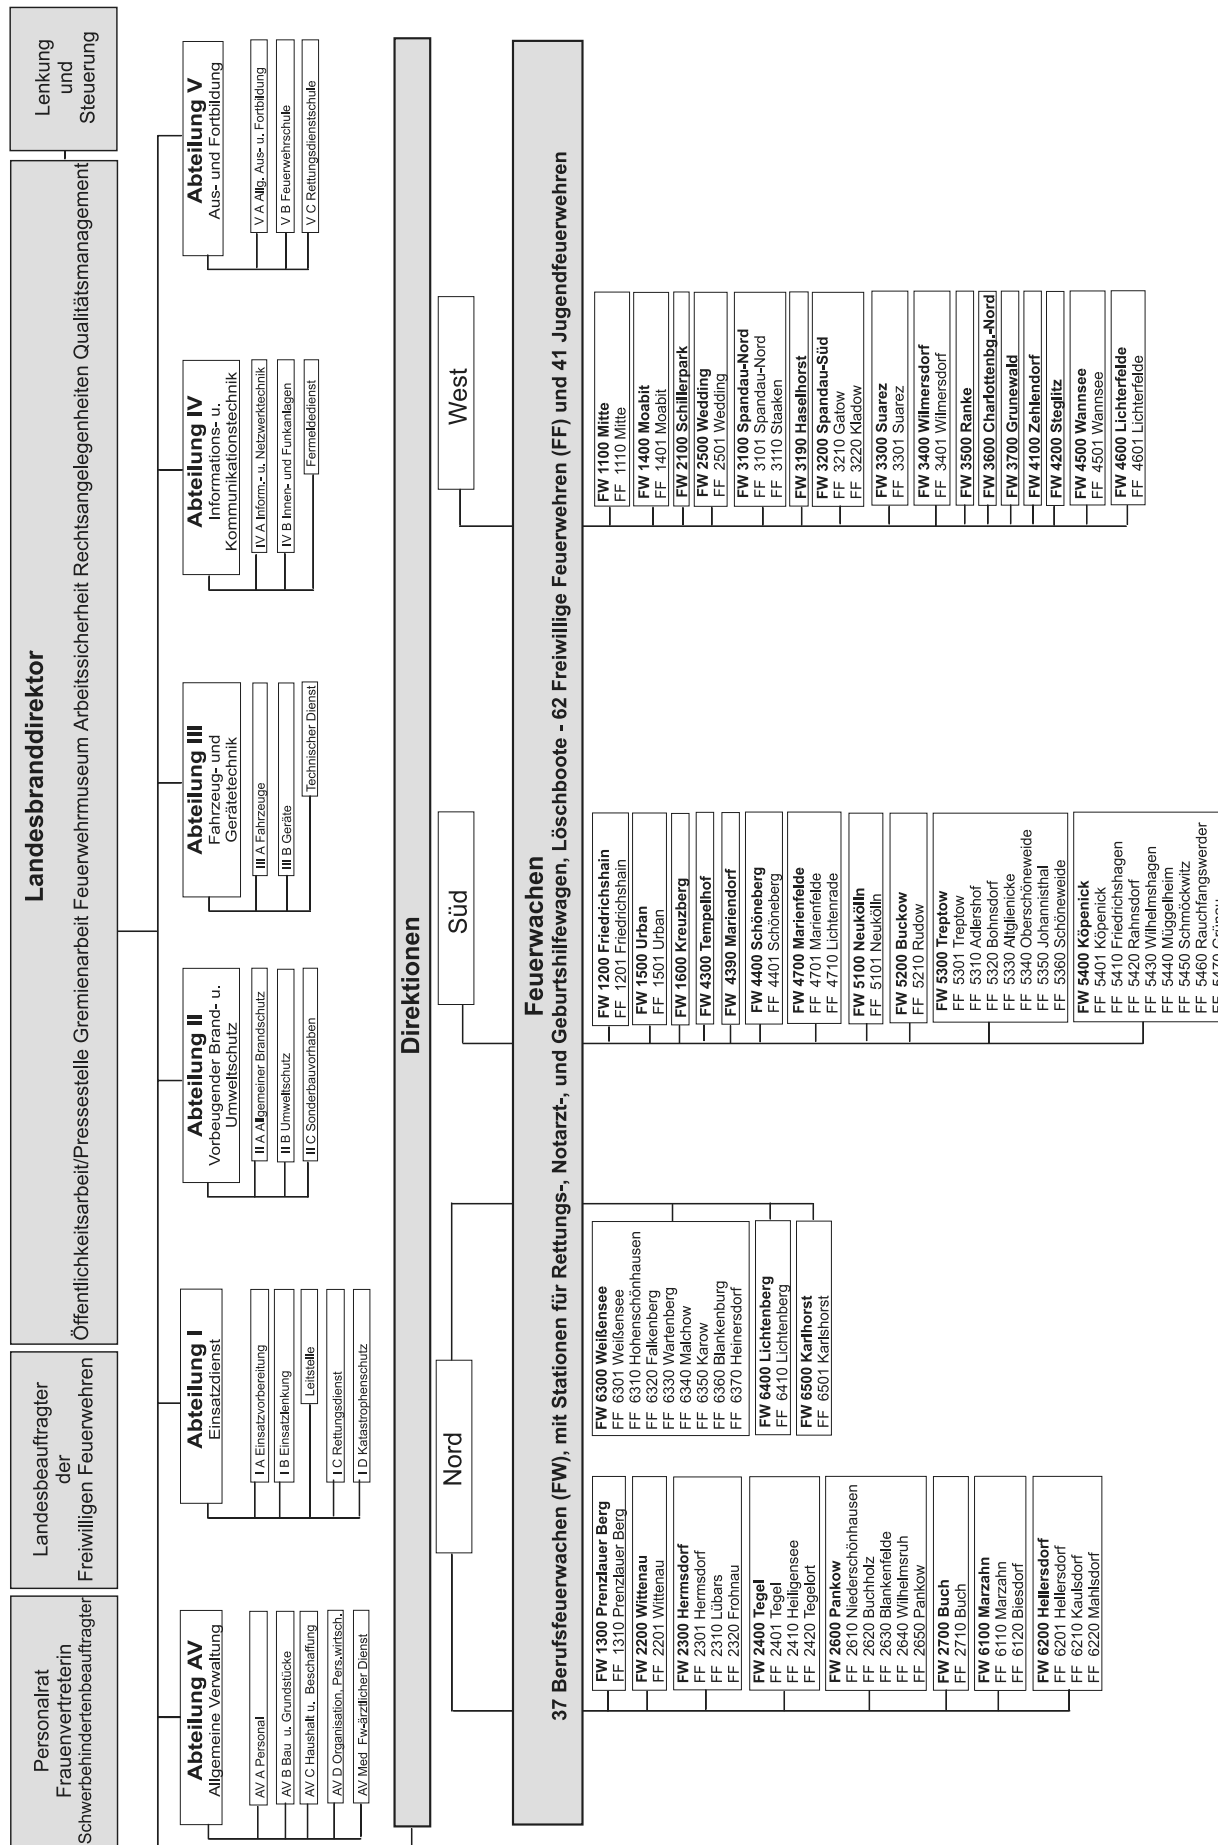 Personalrat
Frauenvertreterin
Schwerbehindertenbeauftragter
Landesbeauftragter
der
Freiwilligen Feuerwehren
Landesbranddirektor
Öffentlichkeitsarbeit/Pressestelle Gremienarbeit Feuerwehrmuseum Arbeitssicherheit Rechtsangelegenheiten Qualitätsmanagement
Lenkung
und
Steuerung
Abteilung AV
Allgemeine Verwaltung
AV A Personal
AV B Bau u. Grundstücke
AV C Haushalt u. Beschaffung
AV D Organisation, Pers.wirtsch.
AV Med Fw-ärztlicher Dienst
Abteilung I
Einsatzdienst
I A Einsatzvorbereitung
I B Einsatzlenkung
Leitstelle
I C Rettungsdienst
I D Katastrophenschutz
Abteilung II
Vorbeugender Brand- u.
Umweltschutz
II A Allgemeiner Brandschutz
II B Umweltschutz
II C Sonderbauvorhaben
Abteilung III
Fahrzeug- und
Gerätetechnik
III A Fahrzeuge
III B Geräte
Technischer Dienst
Abteilung IV
Informations- u.
Kommunikationstechnik
IV A Inform.- u. Netzwerktechnik
IV B Innen- und Funkanlagen
Fermeldedienst
Abteilung V
Aus- und Fortbildung
V A Allg. Aus- u. Fortbildung
V B Feuerwehrschule
V C Rettungsdienstschule
Direktionen
Nord
Süd
West
Feuerwachen
37 Berufsfeuerwachen (FW), mit Stationen für Rettungs-, Notarzt-, und Geburtshilfewagen, Löschboote - 62 Freiwillige Feuerwehren (FF) und 41 Jugendfeuerwehren
FW 1300 Prenzlauer Berg
FF 1310 Prenzlauer Berg
FW 2200 Wittenau
FF 2201 Wittenau
FW 2300 Hermsdorf
FF 2301 Hermsdorf
FF 2310 Lübars
FF 2320 Frohnau
FW 2400 Tegel
FF 2401 Tegel
FF 2410 Heiligensee
FF 2420 Tegelort
FW 2600 Pankow
FF 2610 Niederschönhausen
FF 2620 Buchholz
FF 2630 Blankenfelde
FF 2640 Wilhelmsruh
FF 2650 Pankow
FW 2700 Buch
FF 2710 Buch
FW 6100 Marzahn
FF 6110 Marzahn
FF 6120 Biesdorf
FW 6200 Hellersdorf
FF 6201 Hellersdorf
FF 6210 Kaulsdorf
FF 6220 Mahlsdorf
FW 6300 Weißensee
FF 6301 Weißensee
FF 6310 Hohenschönhausen
FF 6320 Falkenberg
FF 6330 Wartenberg
FF 6340 Malchow
FF 6350 Karow
FF 6360 Blankenburg
FF 6370 Heinersdorf
FW 6400 Lichtenberg
FF 6410 Lichtenberg
FW 6500 Karlhorst
FF 6501 Karlshorst
FW 1200 Friedrichshain
FF 1201 Friedrichshain
FW 1500 Urban
FF 1501 Urban
FW 1600 Kreuzberg
FW 4300 Tempelhof
FW 4390 Mariendorf
FW 4400 Schöneberg
FF 4401 Schöneberg
FW 4700 Marienfelde
FF 4701 Marienfelde
FF 4710 Lichtenrade
FW 5100 Neukölln
FF 5101 Neukölln
FW 5200 Buckow
FF 5210 Rudow
FW 5300 Treptow
FF 5301 Treptow
FF 5310 Adlershof
FF 5320 Bohnsdorf
FF 5330 Altglienicke
FF 5340 Oberschöneweide
FF 5350 Johannisthal
FF 5360 Schöneweide
FW 5400 Köpenick
FF 5401 Köpenick
FF 5410 Friedrichshagen
FF 5420 Rahnsdorf
FF 5430 Wilhelmshagen
FF 5440 Müggelheim
FF 5450 Schmöckwitz
FF 5460 Rauchfangswerder
FF 5470 Grünau
FW 1100 Mitte
FF 1110 Mitte
FW 1400 Moabit
FF 1401 Moabit
FW 2100 Schillerpark
FW 2500 Wedding
FF 2501 Wedding
FW 3100 Spandau-Nord
FF 3101 Spandau-Nord
FF 3110 Staaken
FW 3190 Haselhorst
FW 3200 Spandau-Süd
FF 3210 Gatow
FF 3220 Kladow
FW 3300 Suarez
FF 3301 Suarez
FW 3400 Wilmersdorf
FF 3401 Wilmersdorf
FW 3500 Ranke
FW 3600 Charlottenbg.-Nord
FW 3700 Grunewald
FW 4100 Zehlendorf
FW 4200 Steglitz
FW 4500 Wannsee
FF 4501 Wannsee
FW 4600 Lichterfelde
FF 4601 Lichterfelde